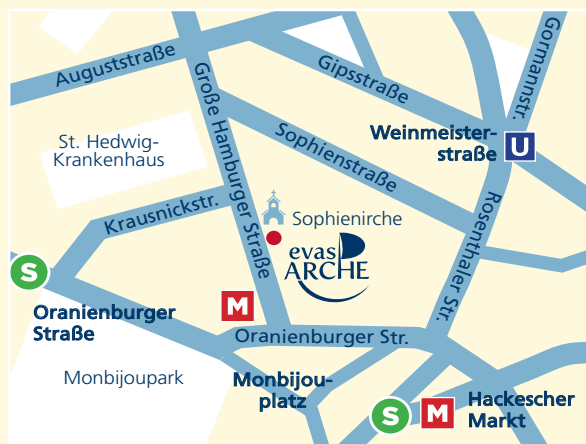 Auguststraße
Große Hamburger Straße
Gipsstraße
Gormannstr.
Weinmeister-
straße
U
St. Hedwig-
Krankenhaus
Sophienstraße
Krausnickstr.
Sophienirche
evas
ARCHE
Rosenthaler Str.
S
Oranienburger
Straße
M
Oranienburger Str.
Monbijoupark
Monbijou-
platz
S
M
Hackescher
Markt